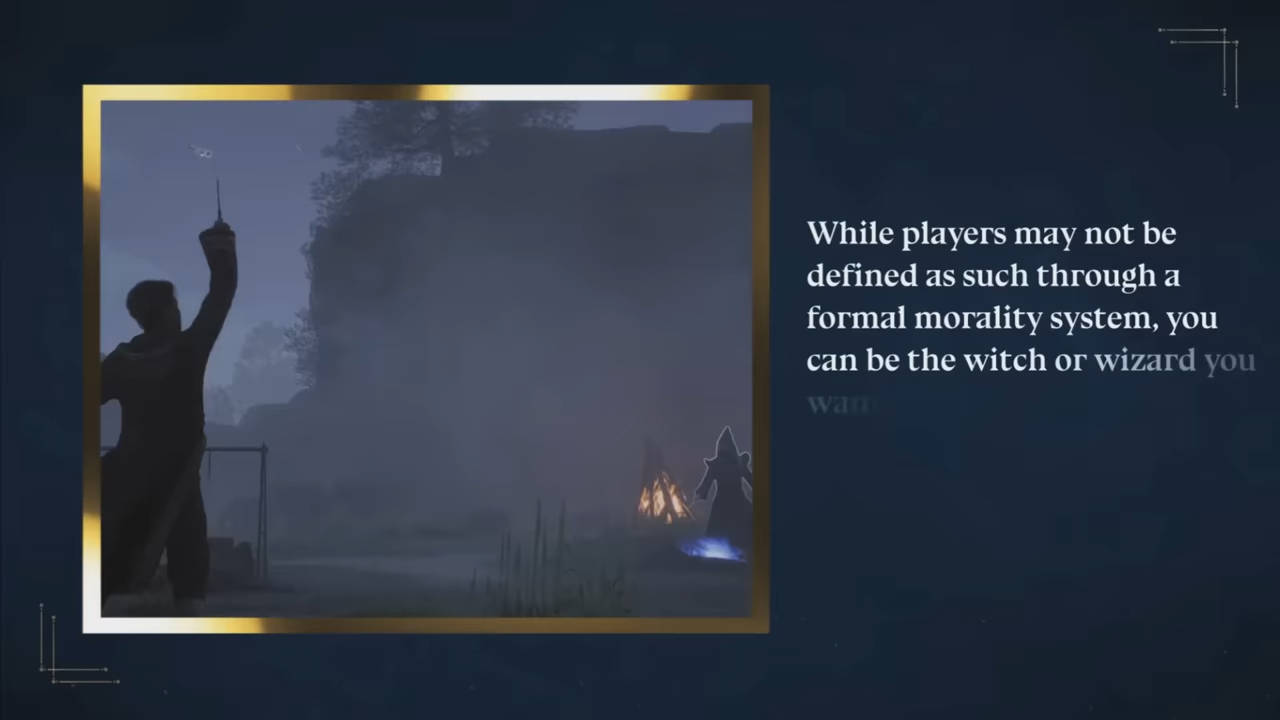 While players may not be
defined as such through a
formal morality system, you
can be the witch or wizard you